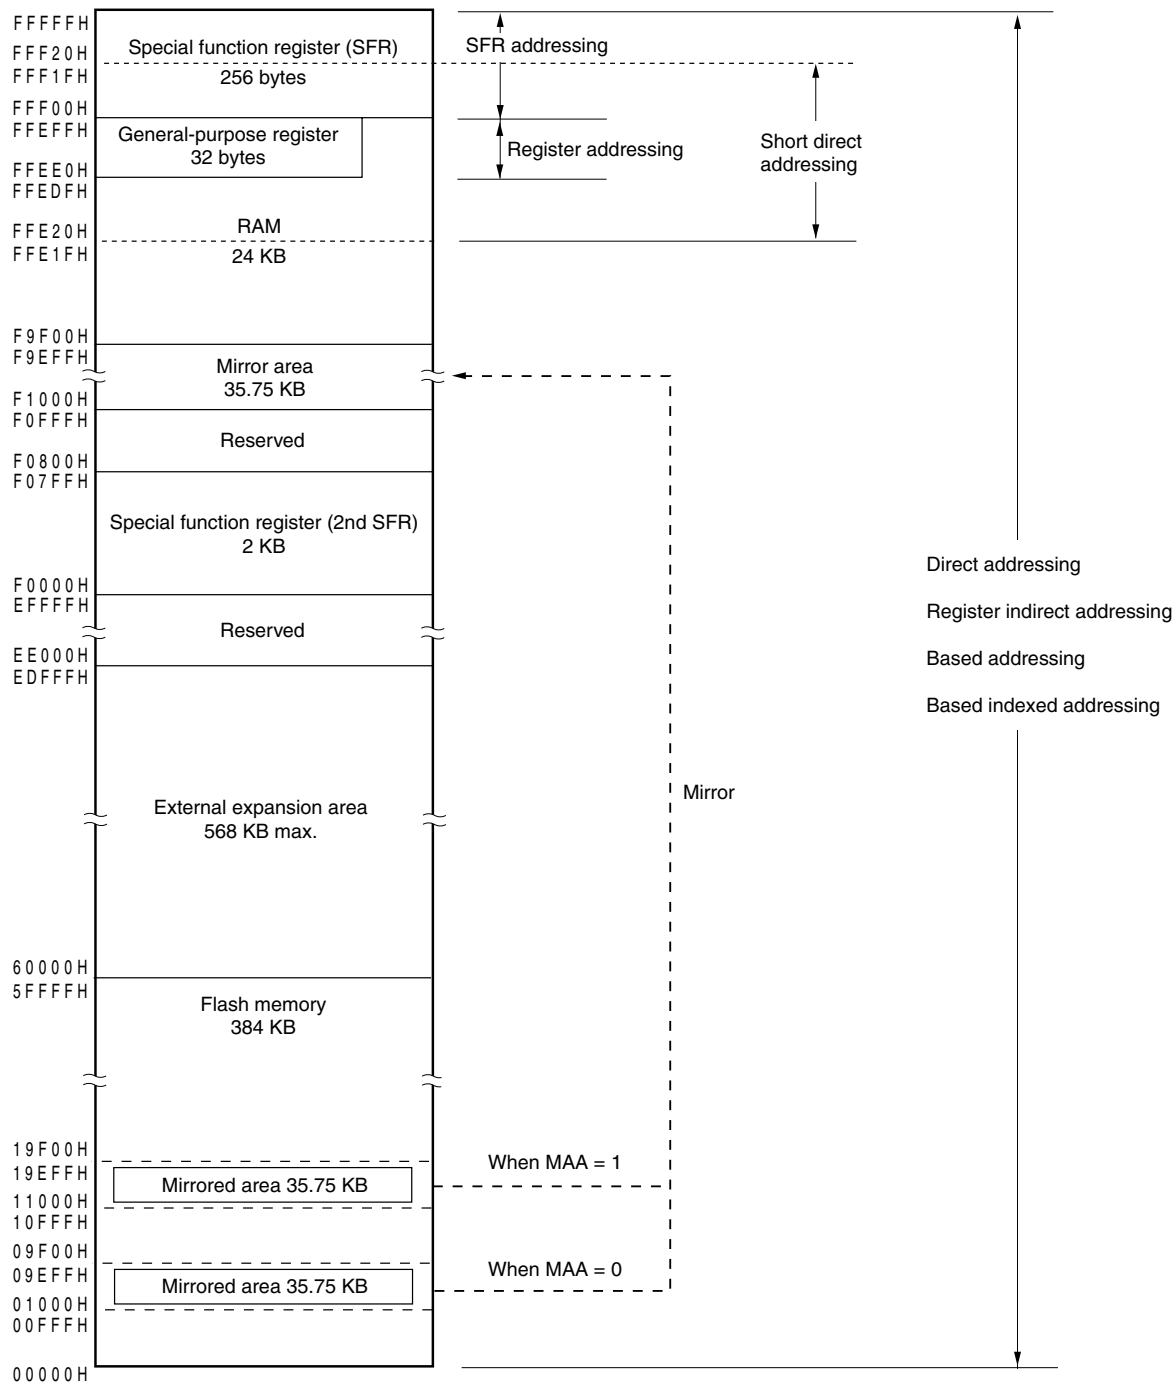 FFFFFH
FFF20H
FFF1FH
FFF00H
FFEFFH
FFEE0H
FFEDFH
FFE20H
FFE1FH
F9F00H
F9EFFH
F1000H
F0FFFH
F0800H
F07FFH
F0000H
EFFFFH
EE000H
EDFFFH
60000H
5FFFFH
19F00H
19EFFH
11000H
10FFFH
09F00H
09EFFH
01000H
00FFFH
00000H
Special function register (SFR)
256 bytes
General-purpose register
32 bytes
RAM
24 KB
Mirror area
35.75 KB
Reserved
Special function register (2nd SFR)
2 KB
Reserved
External expansion area
568 KB max.
Flash memory
384 KB
Mirrored area 35.75 KB
Mirrored area 35.75 KB
SFR addressing
Register addressing
Short direct
addressing
Mirror
When MAA = 1
When MAA = 0
Direct addressing
Register indirect addressing
Based addressing
Based indexed addressing